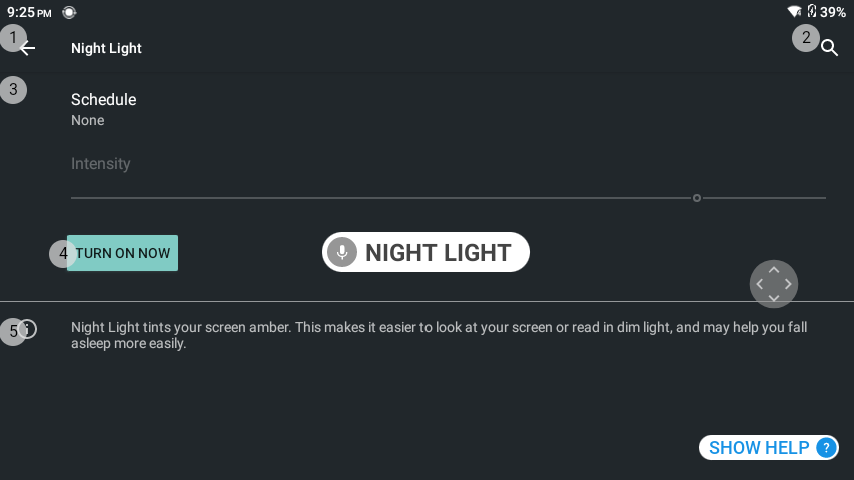 9:25 PM
39%
1
Night Light
2
3
Schedule
None
Intensity
4
TURN ON NOW
NIGHT LIGHT
5
Night Light tints your screen amber. This makes it easier to look at your screen or read in dim light, and may help you fall
asleep more easily.
SHOW HELP ?